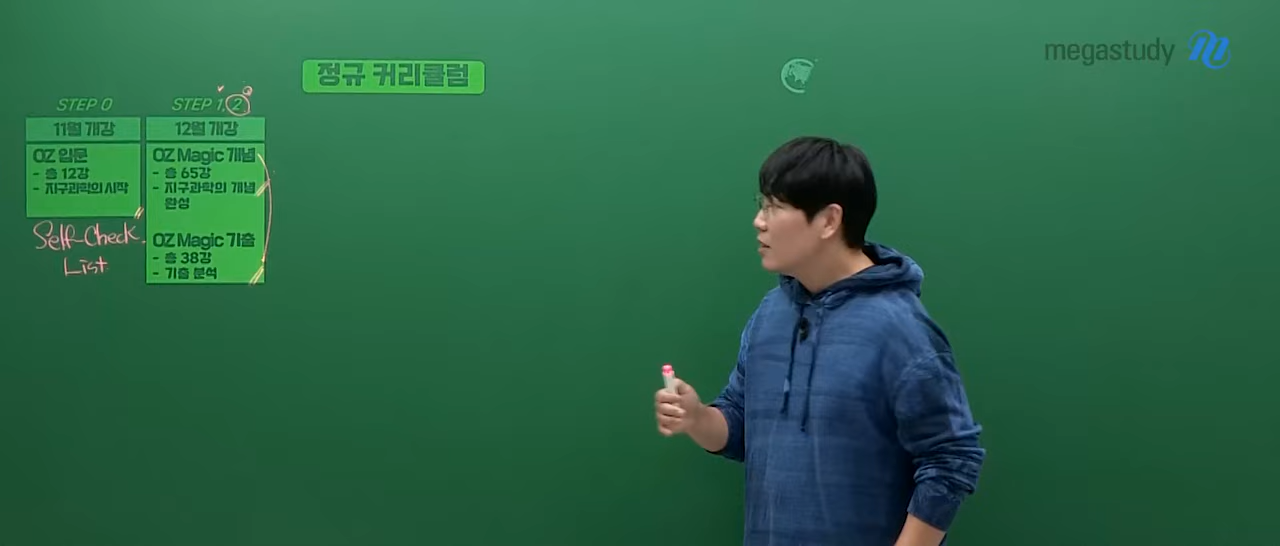 megastudy
정규 커리큘럼
STEP 0
11월 개강
OZ 입문
- 총 12강
- 지구과학의 시작
Self-Check
List
STEP 1, 2
12월 개강
OZ Magic 개념
- 총 65강
- 지구과학의 개념
완성
OZ Magic 기출
- 총 38강
- 기출 분석